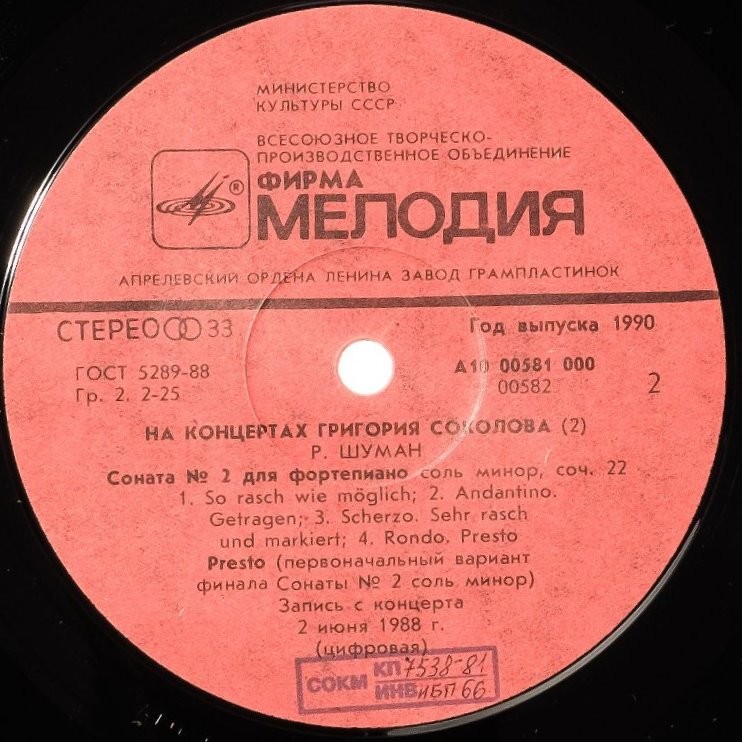 МИНИСТЕРСТВО
КУЛЬТУРЫ СССР
ВСЕСОЮЗНОЕ ТВОРЧЕСКО-
ПРОИЗВОДСТВЕННОЕ ОБЪЕДИНЕНИЕ
®
ФИРМА
МЕЛОДИЯ
АПРЕЛЕВСКИЙ ОРДЕНА ЛЕНИНА ЗАВОД ГРАМПЛАСТИНОК
СТЕРЕО 33
Год выпуска 1990
ГОСТ 5289-88
А10 00581 000
Гр. 2. 2-25
00582
2
НА КОНЦЕРТАХ ГРИГОРИЯ СОКОЛОВА (2)
Р. ШУМАН
Соната № 2 для фортепиано соль минор, соч. 22
1. So rasch wie möglich; 2. Andantino.
Getragen; 3. Scherzo. Sehr rasch
und markiert; 4. Rondo. Presto
Presto (первоначальный вариант
финала Сонаты № 2 соль минор)
Запись с концерта
2 июня 1988 г.
(цифровая)
СОКМ КП 7538-81
ИНВ ИБП 66